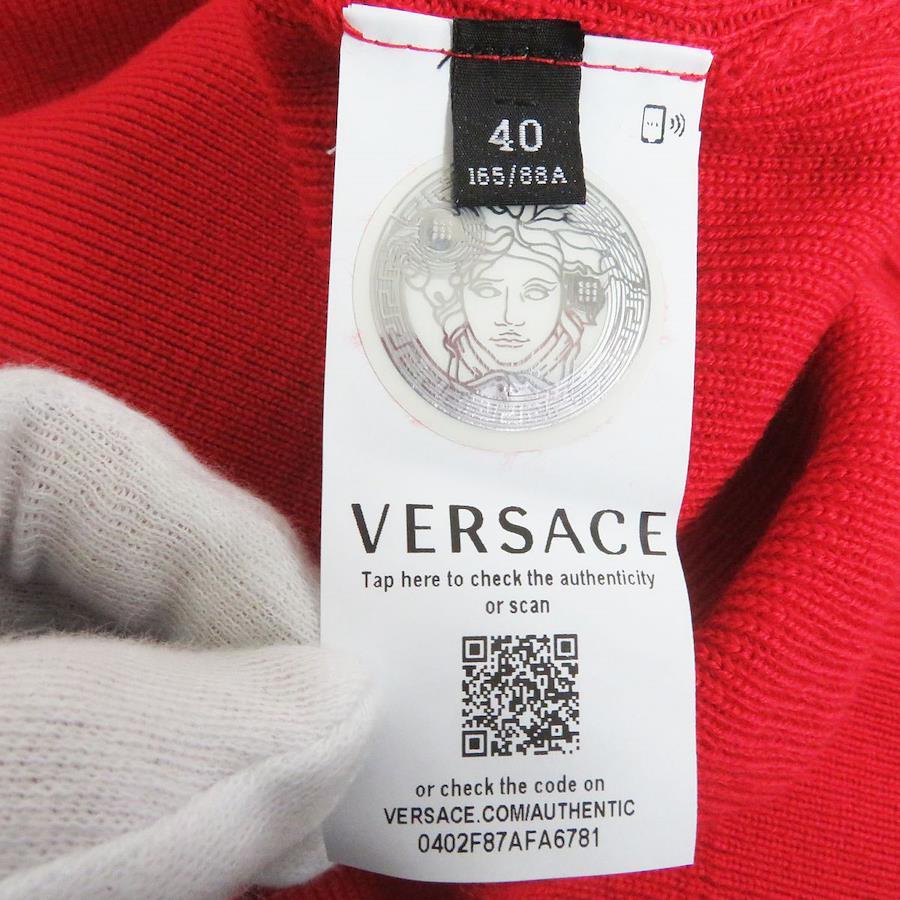 40
165/88A
VERSACE
Tap here to check the authenticity
or scan
or check the code on
VERSACE.COM/AUTHENTIC
0402F87AFA6781